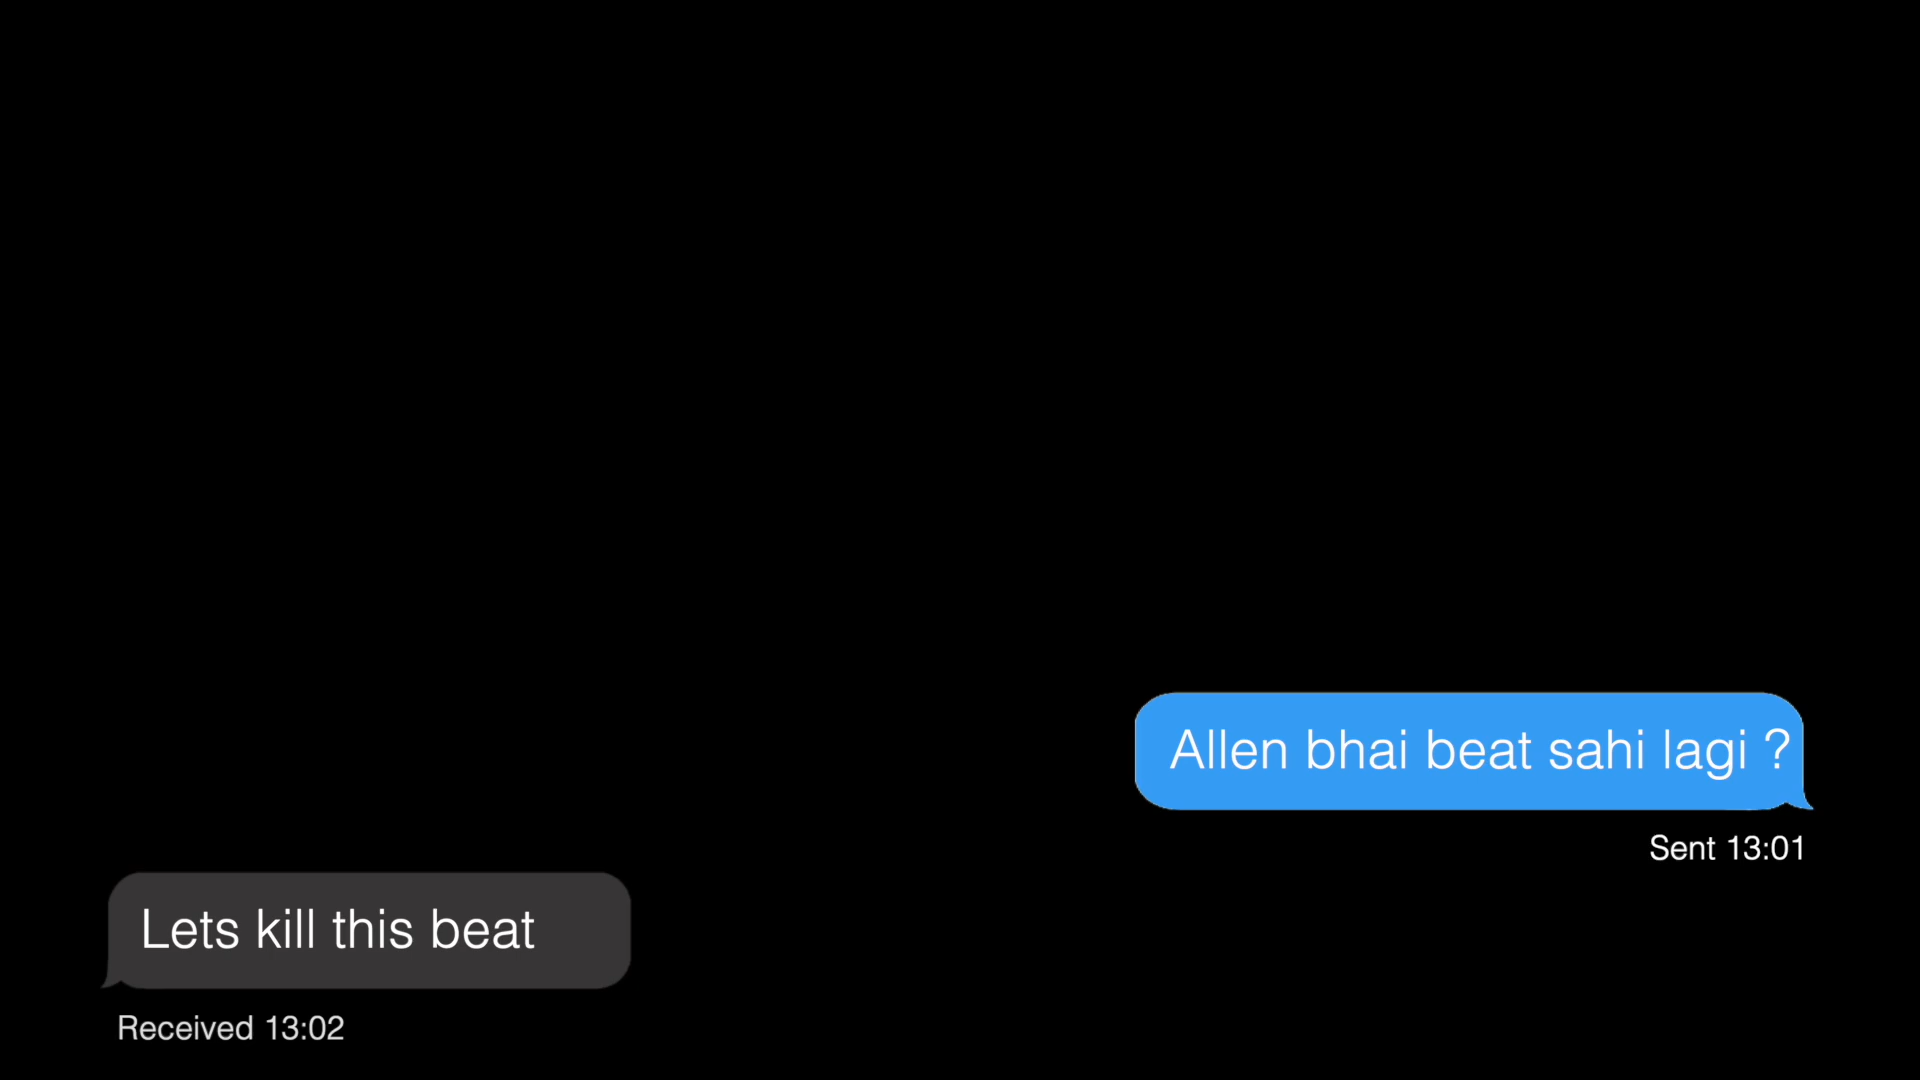 Allen bhai beat sahi lagi ?
Sent 13:01
Lets kill this beat
Received 13:02